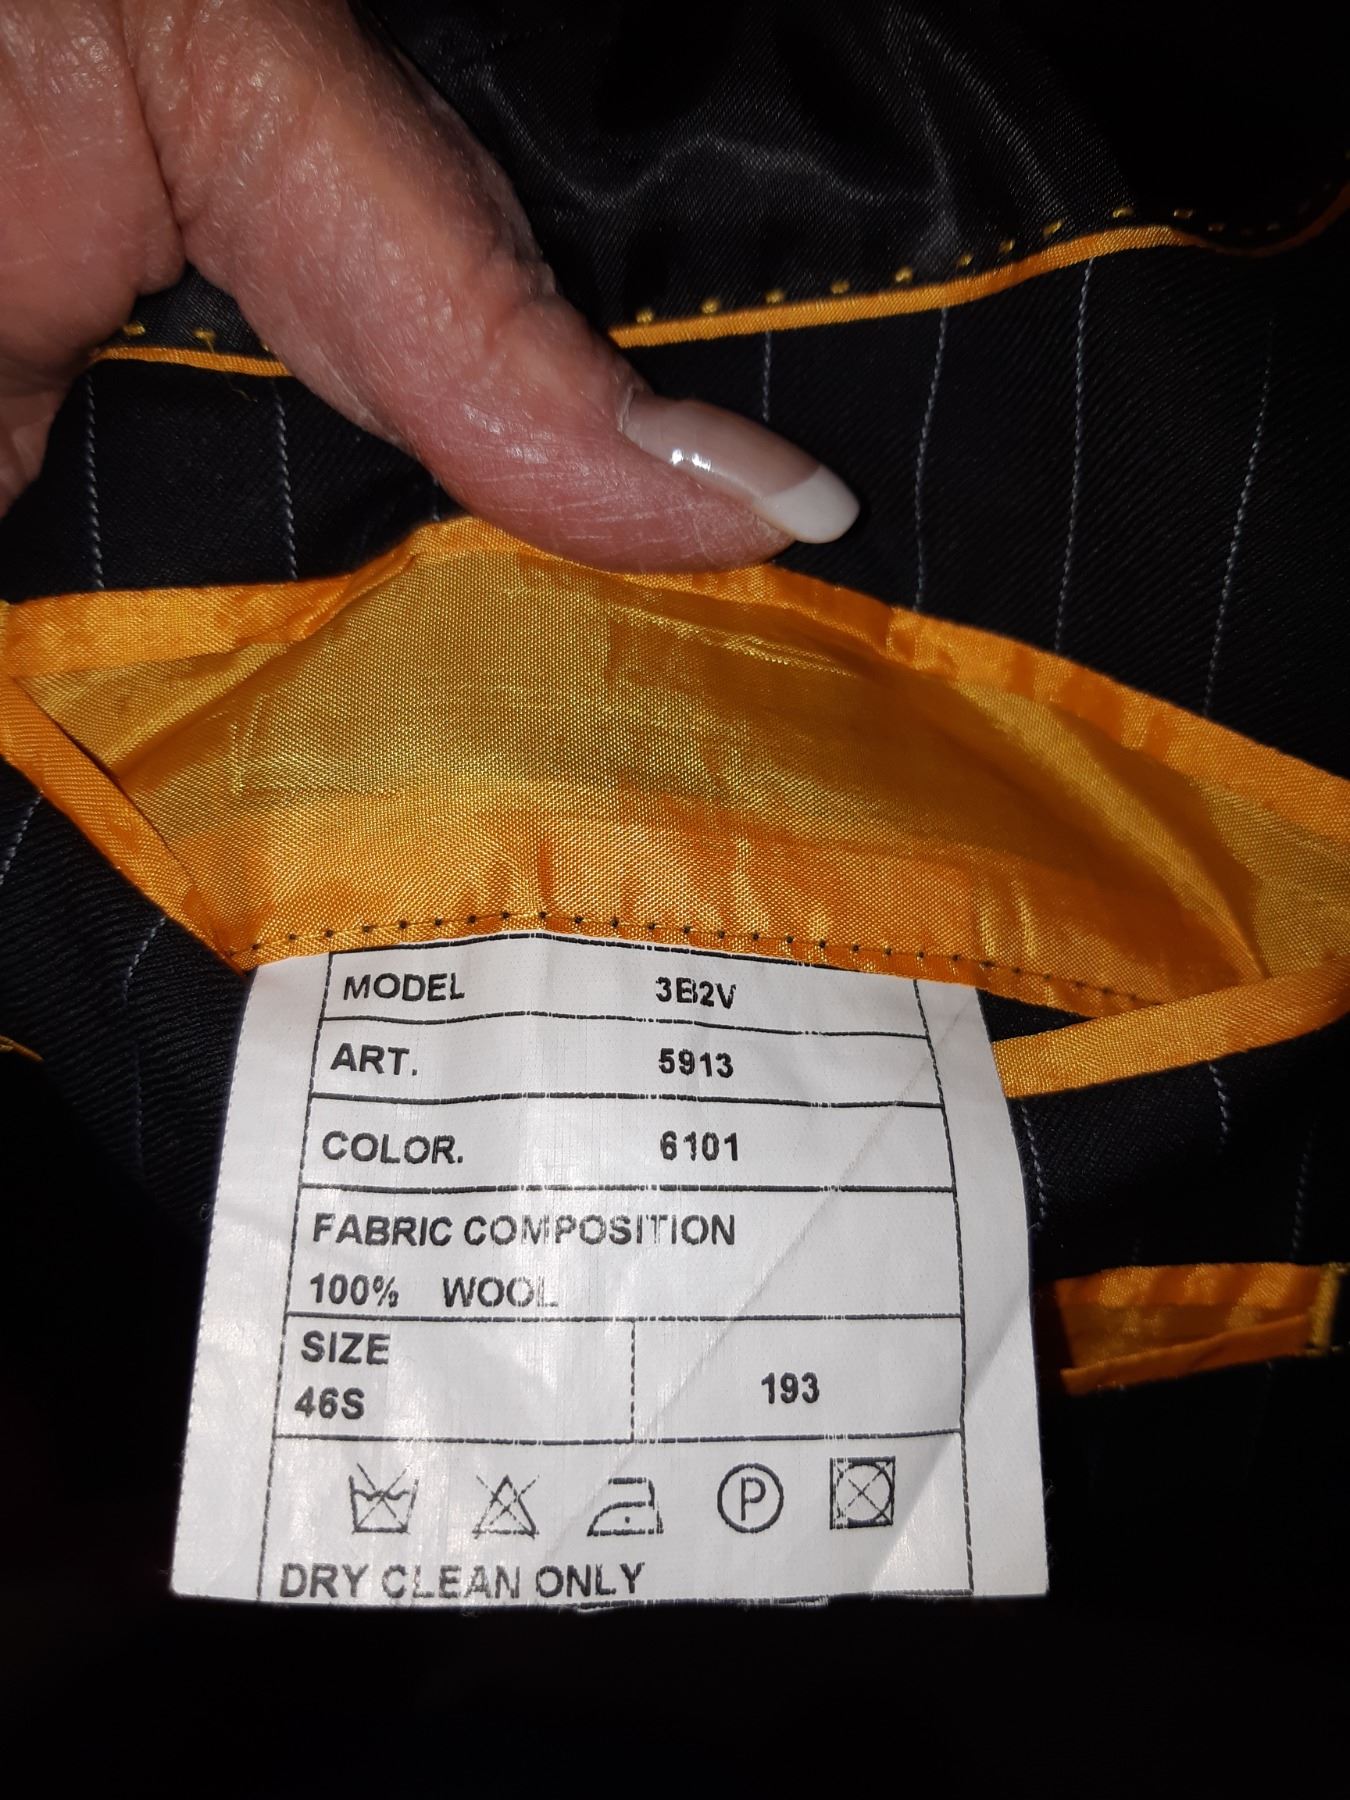 MODEL 3B2V
ART. 5913
COLOR. 6101
FABRIC COMPOSITION
100% WOOL
SIZE
46S
193
P
DRY CLEAN ONLY